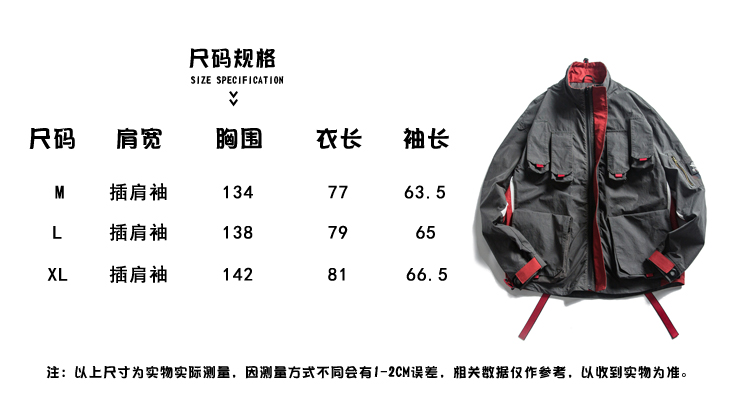 尺码规格
SIZE SPECIFICATION
尺码 肩宽 胸围 衣长 袖长
M 插肩袖 134 77 63.5
L 插肩袖 138 79 65
XL 插肩袖 142 81 66.5
注：以上尺寸为实物实际测量，因测量方式不同会有1-2CM误差，相关数据仅作参考，以收到实物为准。